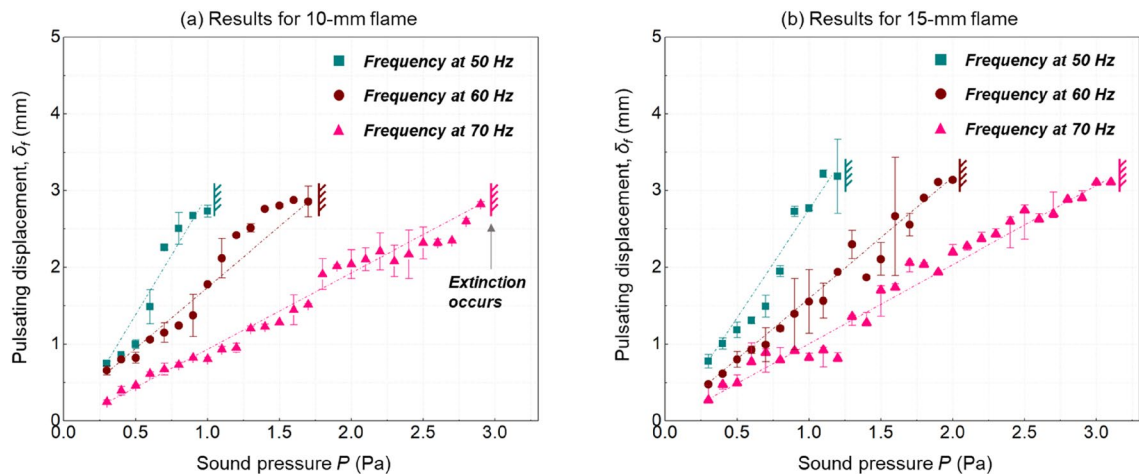 (a) Results for 10-mm flame
5
4
3
2
1
0
0.0 0.5 1.0 1.5 2.0 2.5 3.0
Pulsating displacement, δf (mm)
Sound pressure P (Pa)
Frequency at 50 Hz
Frequency at 60 Hz
Frequency at 70 Hz
Extinction
occurs
(b) Results for 15-mm flame
5
4
3
2
1
0
0.0 0.5 1.0 1.5 2.0 2.5 3.0
Pulsating displacement, δf (mm)
Sound pressure P (Pa)
Frequency at 50 Hz
Frequency at 60 Hz
Frequency at 70 Hz